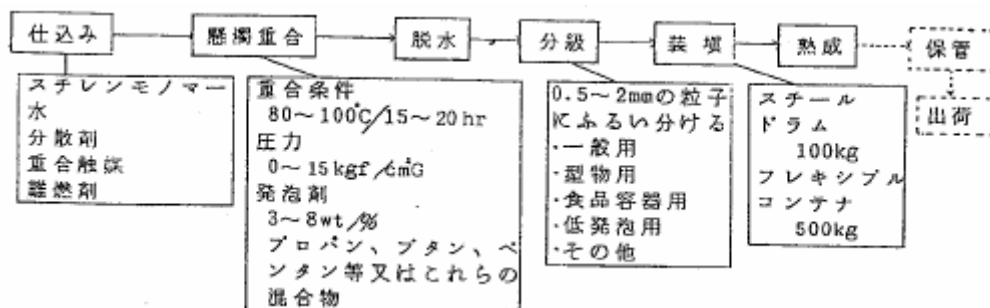 仕込み
懸濁重合
脱水
分級
装塡
熟成
保管
出荷
スチレンモノマー
水
分散剤
重合触媒
難燃剤
重合条件
80〜100℃/15〜20hr
圧力
0〜15kgf/cm²G
発泡剤
3〜8wt/%
プロパン、ブタン、ペ
ンタン等又はこれらの
混合物
0.5〜2mmの粒子
にふるい分ける
・一般用
・型物用
・食品容器用
・低発泡用
・その他
スチール
ドラム
100kg
フレキシブル
コンテナ
500kg